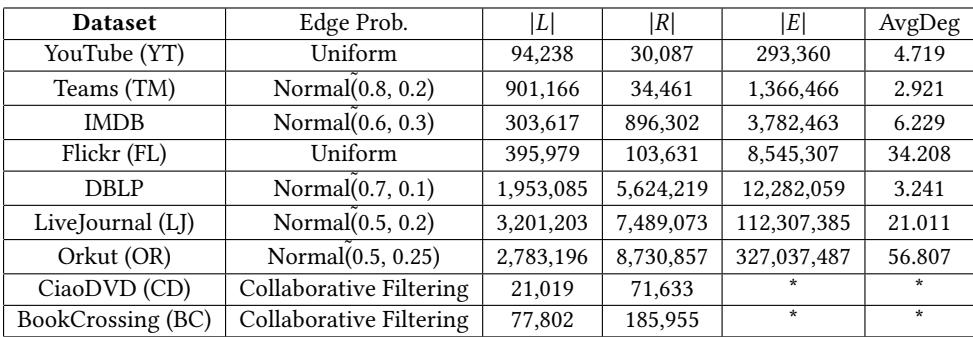 Dataset Edge Prob. |L| |R| |E| AvgDeg
YouTube (YT) Uniform 94,238 30,087 293,360 4.719
Teams (TM) Normal(̃0.8, 0.2) 901,166 34,461 1,366,466 2.921
IMDB Normal(̃0.6, 0.3) 303,617 896,302 3,782,463 6.229
Flickr (FL) Uniform 395,979 103,631 8,545,307 34.208
DBLP Normal(̃0.7, 0.1) 1,953,085 5,624,219 12,282,059 3.241
LiveJournal (LJ) Normal(̃0.5, 0.2) 3,201,203 7,489,073 112,307,385 21.011
Orkut (OR) Normal(̃0.5, 0.25) 2,783,196 8,730,857 327,037,487 56.807
CiaoDVD (CD) Collaborative Filtering 21,019 71,633 * *
BookCrossing (BC) Collaborative Filtering 77,802 185,955 * *